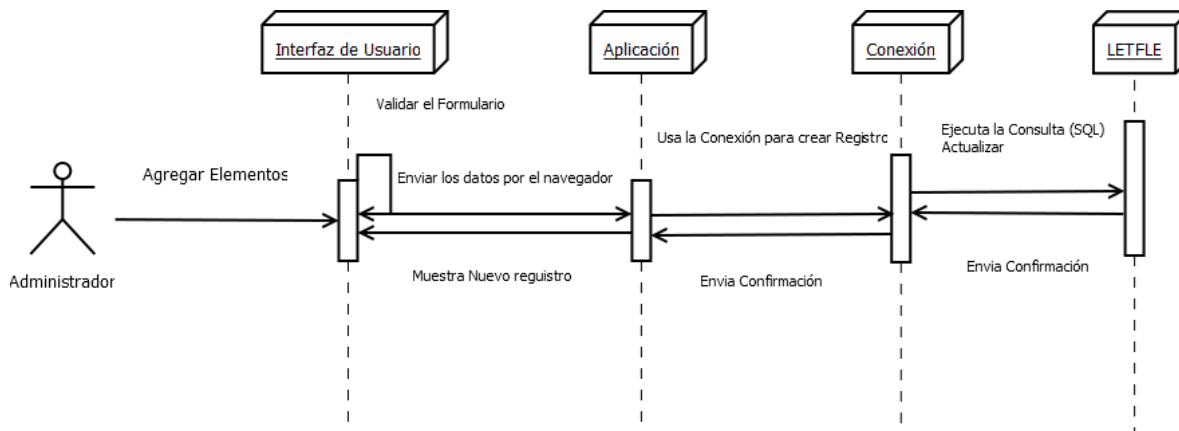 Interfaz de Usuario
Aplicación
Conexión
LETFLE
Validar el Formulario
Usa la Conexión para crear Registro
Ejecuta la Consulta (SQL)
Actualizar
Agregar Elementos
Enviar los datos por el navegador
Administrador
Muestra Nuevo reguistro
Envia Confirmación
Envia Confirmación